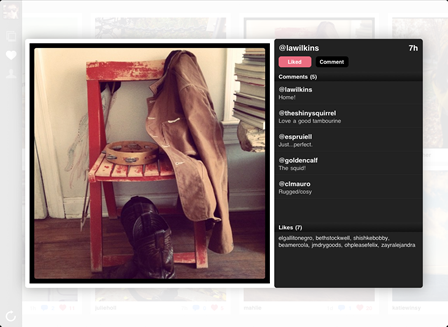 @lawilkins 7h
Liked Comment
Comments (5)
@lawilkins
Home!
@theshinysquirrel
Love a good tambourine
@espruiell
Just...perfect.
@goldencalf
The squid!
@clmauro
Rugged/cosy
Likes (7)
elgallitonegro, bethstockwell, shishkebobby,
beamercola, jmdrygoods, ohpleasefelix, zayralejandra